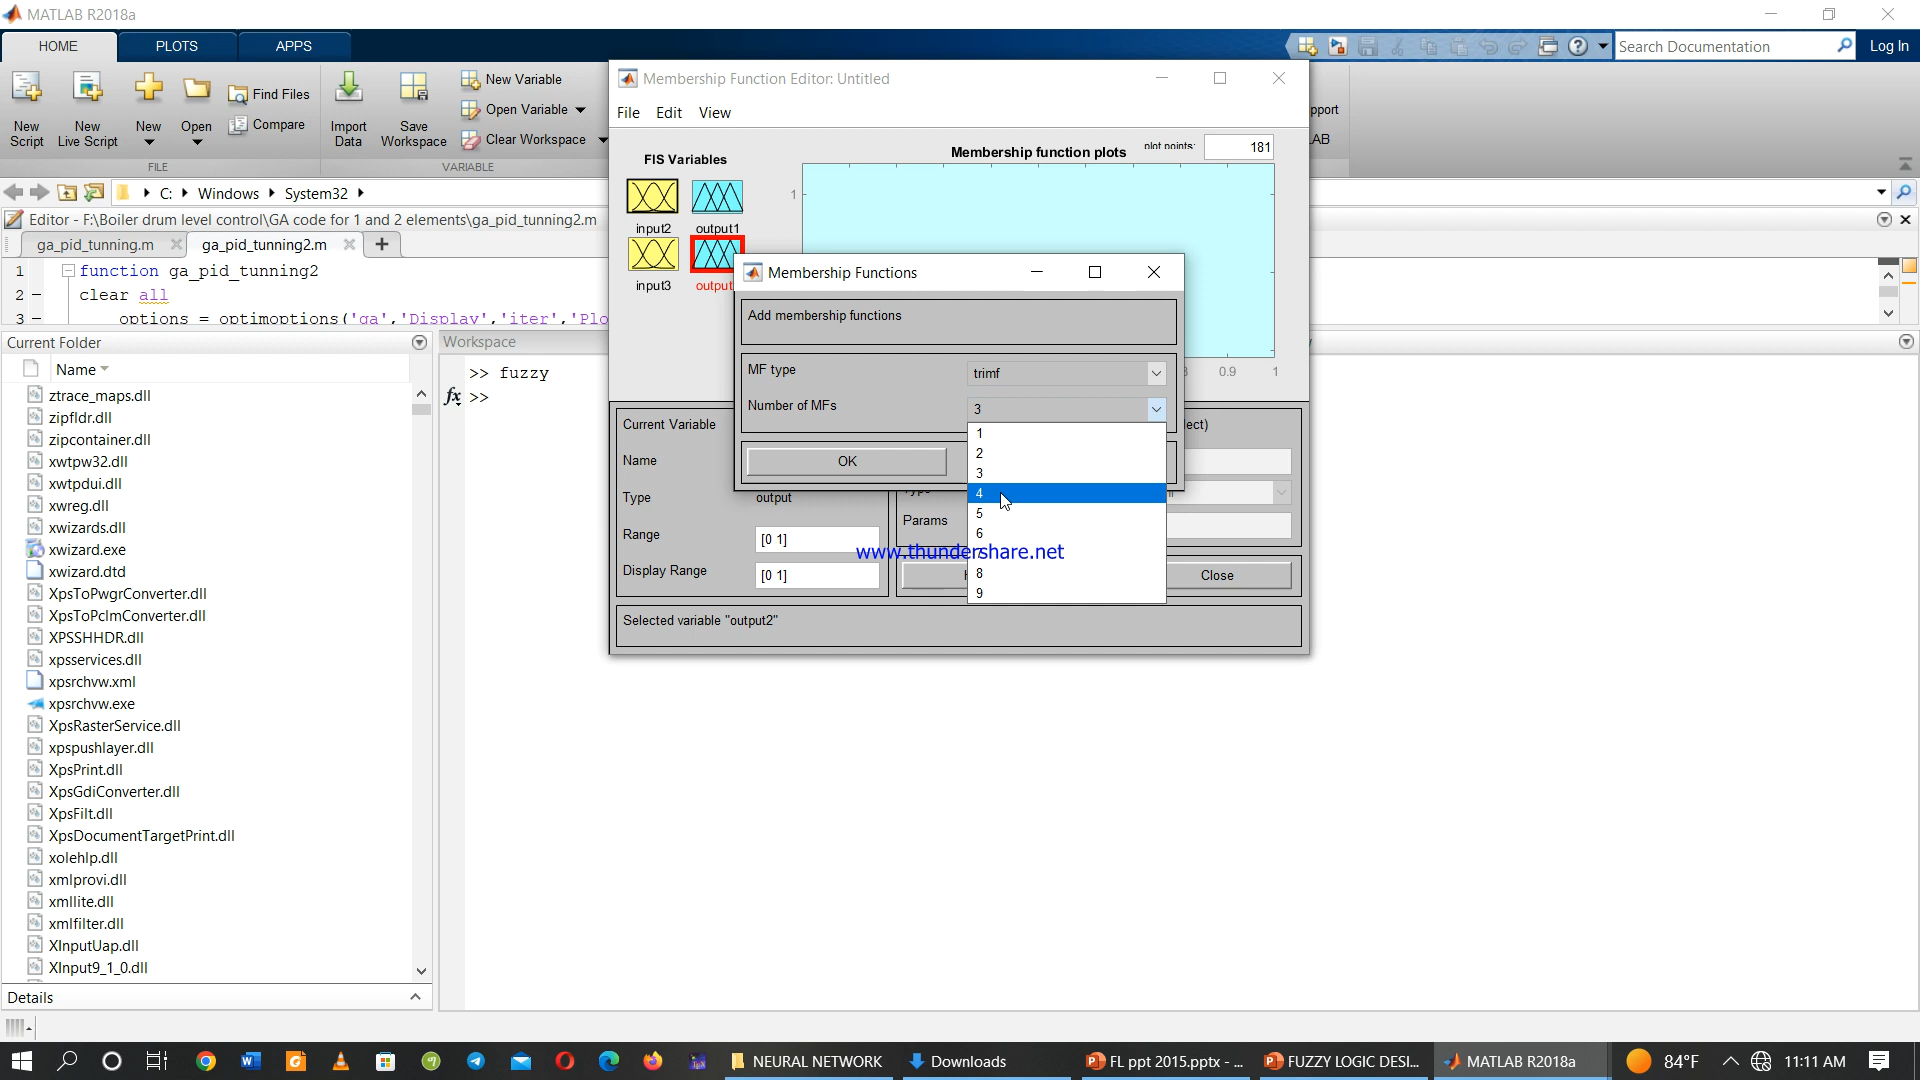 MATLAB R2018a
HOME PLOTS APPS
Search Documentation Log In
New Script
New Live Script
New
Open
Find Files
Compare
Import Data
Save Workspace
New Variable
Open Variable
Clear Workspace
FILE VARIABLE
C: Windows System32
Editor - F:\Boiler drum level control\GA code for 1 and 2 elements\ga_pid_tunning2.m
ga_pid_tunning.m ga_pid_tunning2.m
1 function ga_pid_tunning2
2 clear all
3 options = optimoptions('ga','Display','iter','Plo
Current Folder
Name
ztrace_maps.dll
zipfldr.dll
zipcontainer.dll
xwtpw32.dll
xwtpdui.dll
xwreg.dll
xwizards.dll
xwizard.exe
xwizard.dtd
XpsToPwgrConverter.dll
XpsToPclmConverter.dll
XPSSHHDR.dll
xpsservices.dll
xpsrchvw.xml
xpsrchvw.exe
XpsRasterService.dll
xpspushlayer.dll
XpsPrint.dll
XpsGdiConverter.dll
XpsFilt.dll
XpsDocumentTargetPrint.dll
xolehlp.dll
xmlprovi.dll
xmllite.dll
xmlfilter.dll
XInputUap.dll
XInput9_1_0.dll
Details
Workspace
>> fuzzy
fx >>
Membership Function Editor: Untitled
File Edit View
FIS Variables
Membership function plots plot points: 181
input2 output1
input3 output
1
0.9 1
Membership Functions
Add membership functions
MF type trimf
Number of MFs 3
OK
1
2
3
4
5
6
8
9
Current Variable
Name
Type output
Range [0 1]
Display Range [0 1]
lect)
Params
Close
Selected variable "output2"
www.thundershare.net
pport
AB
NEURAL NETWORK
Downloads
FL ppt 2015.pptx - ...
FUZZY LOGIC DESI...
MATLAB R2018a
84°F
11:11 AM